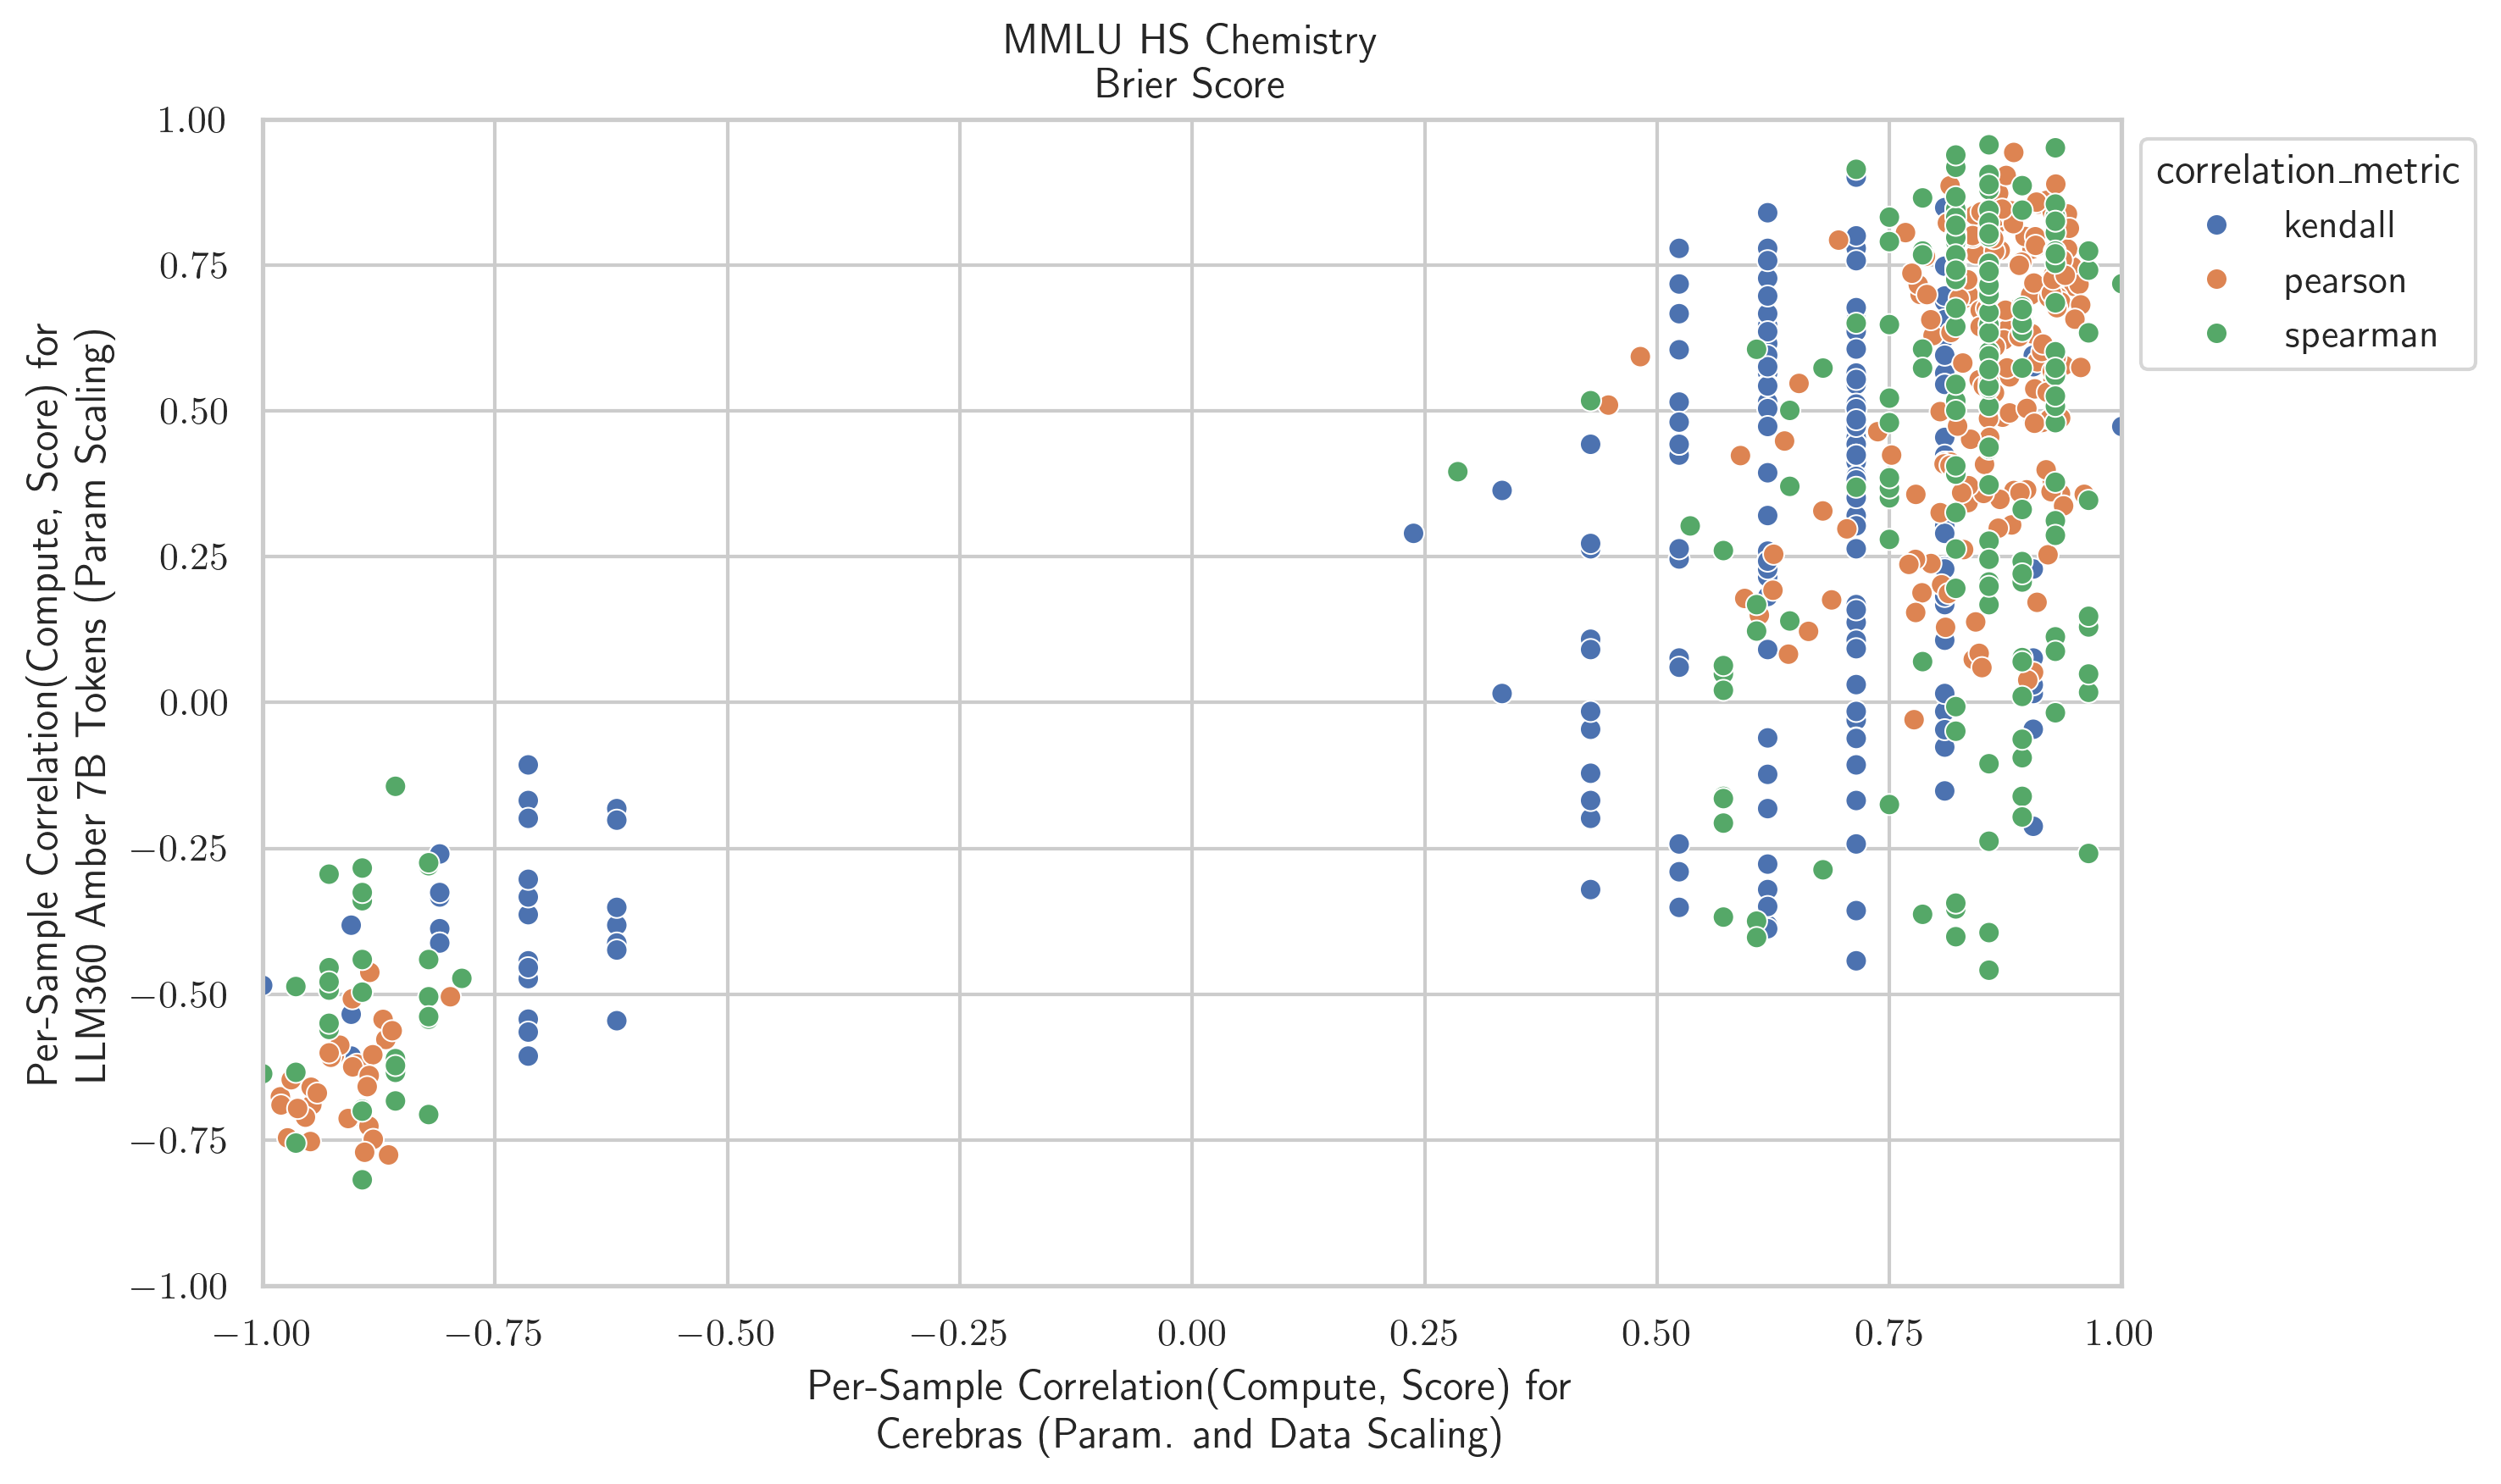 MMLU HS Chemistry
Brier Score
1.00
0.75
0.50
0.25
0.00
−0.25
−0.50
−0.75
−1.00
Per-Sample Correlation(Compute, Score) for
LLM360 Amber 7B Tokens (Param Scaling)
correlation_metric
kendall
pearson
spearman
−1.00 −0.75 −0.50 −0.25 0.00 0.25 0.50 0.75 1.00
Per-Sample Correlation(Compute, Score) for
Cerebras (Param. and Data Scaling)